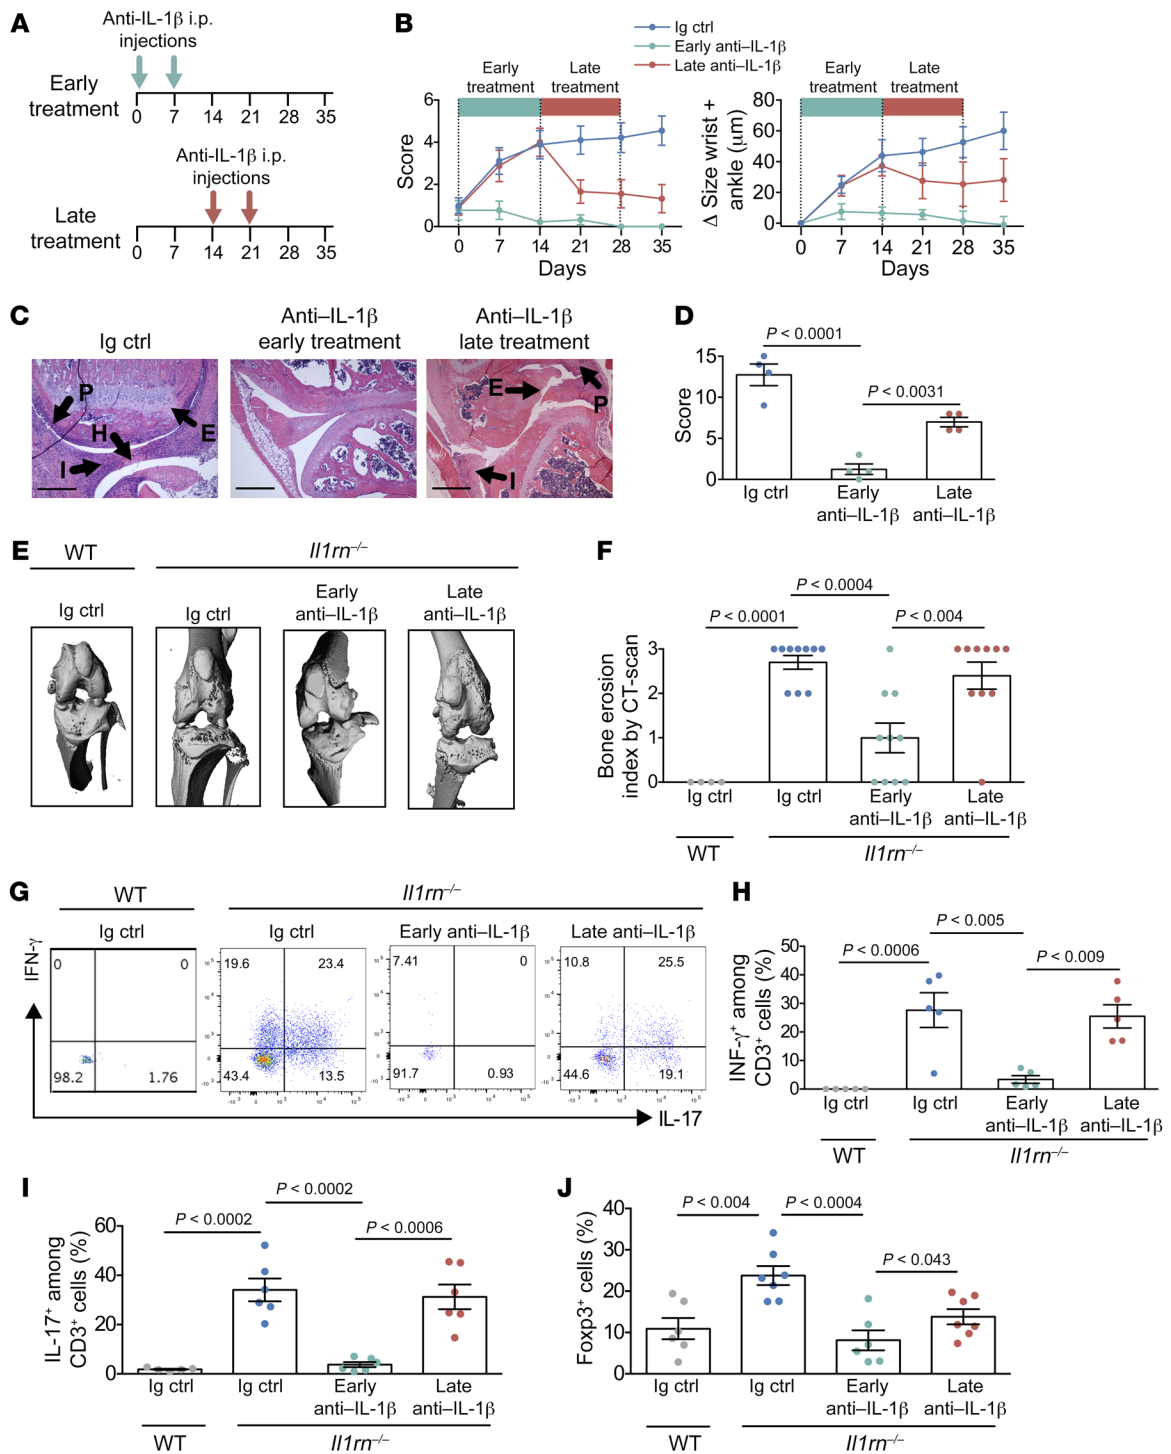 A
Anti-IL-1β i.p.
injections
Early
treatment
0 7 14 21 28 35
Anti-IL-1β i.p.
injections
Late
treatment
0 7 14 21 28 35
B
Ig ctrl
Early anti–IL-1β
Late anti–IL-1β
Early
treatment
Late
treatment
Score
6
4
2
0
0 7 14 21 28 35
Days
Early
treatment
Late
treatment
Δ Size wrist +
ankle (μm)
80
60
40
20
0
0 7 14 21 28 35
Days
C
Ig ctrl
Anti–IL-1β
early treatment
Anti–IL-1β
late treatment
P
H
E
I
E
P
I
D
P < 0.0001
P < 0.0031
Score
15
10
5
0
Ig ctrl
Early
anti–IL-1β
Late
anti–IL-1β
E
WT
Il1rn–/–
Ig ctrl
Ig ctrl
Early
anti–IL-1β
Late
anti–IL-1β
F
P < 0.0004
P < 0.0001
P < 0.004
Bone erosion
index by CT-scan
3
2
1
0
Ig ctrl
Ig ctrl
Early
anti–IL-1β
Late
anti–IL-1β
WT
Il1rn–/–
G
WT
Il1rn–/–
Ig ctrl
Ig ctrl
Early anti–IL-1β
Late anti–IL-1β
IFN-γ
0 0
98.2 1.76
19.6 23.4
43.4 13.5
7.41 0
91.7 0.93
10.8 25.5
44.6 19.1
IL-17
H
P < 0.005
P < 0.0006
P < 0.009
INF-γ+ among
CD3+ cells (%)
50
40
30
20
10
0
Ig ctrl
Ig ctrl
Early
anti–IL-1β
Late
anti–IL-1β
WT
Il1rn–/–
I
P < 0.0002
P < 0.0002
P < 0.0006
IL-17+ among
CD3+ cells (%)
60
40
20
0
Ig ctrl
Ig ctrl
Early
anti–IL-1β
Late
anti–IL-1β
WT
Il1rn–/–
J
P < 0.004
P < 0.0004
P < 0.043
Foxp3+ cells (%)
40
30
20
10
0
Ig ctrl
Ig ctrl
Early
anti–IL-1β
Late
anti–IL-1β
WT
Il1rn–/–